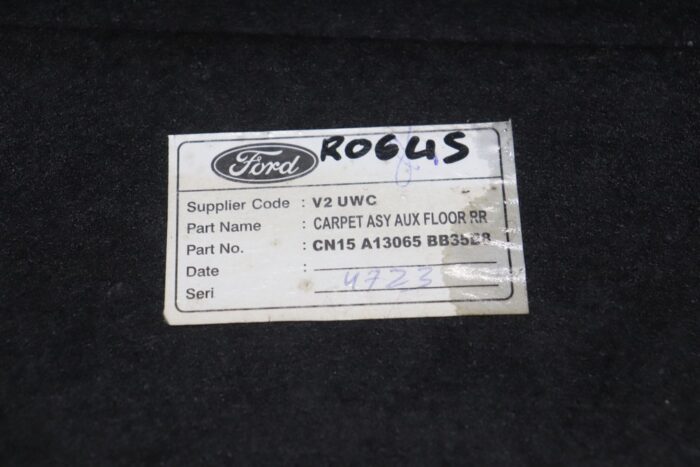 Ford R0645
Supplier Code : V2 UWC
Part Name : CARPET ASY AUX FLOOR RR
Part No. : CN15 A13065 BB35B8
Date :
Seri : 4723